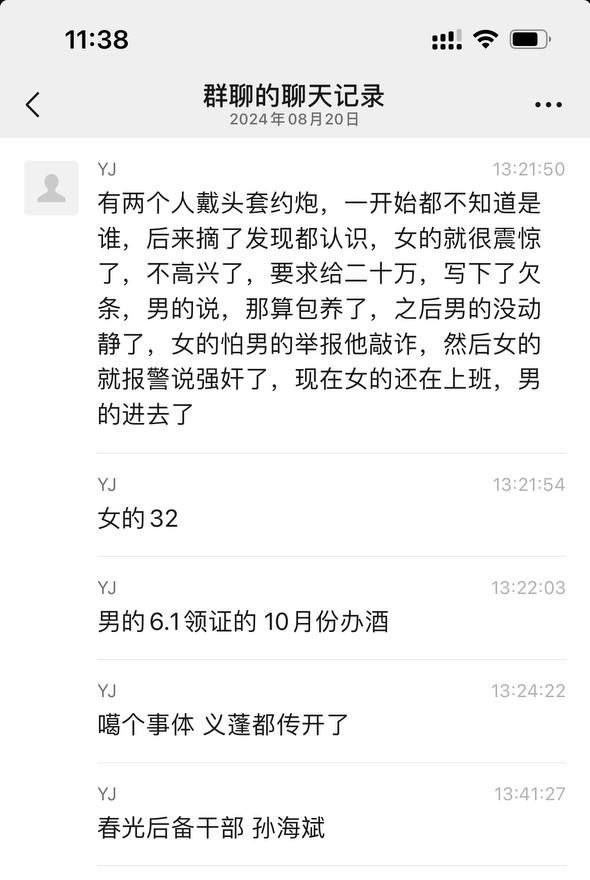 11:38
群聊的聊天记录
2024年08月20日
YJ
13:21:50
有两个人戴头套约炮，一开始都不知道是
谁，后来摘了发现都认识，女的就很震惊
了，不高兴了，要求给二十万，写下了欠
条，男的说，那算包养了，之后男的没动
静了，女的怕男的举报他敲诈，然后女的
就报警说强奸了，现在女的还在上班，男
的进去了
YJ
13:21:54
女的32
YJ
13:22:03
男的6.1领证的 10月份办酒
YJ
13:24:22
噶个事体 义蓬都传开了
YJ
13:41:27
春光后备干部 孙海斌